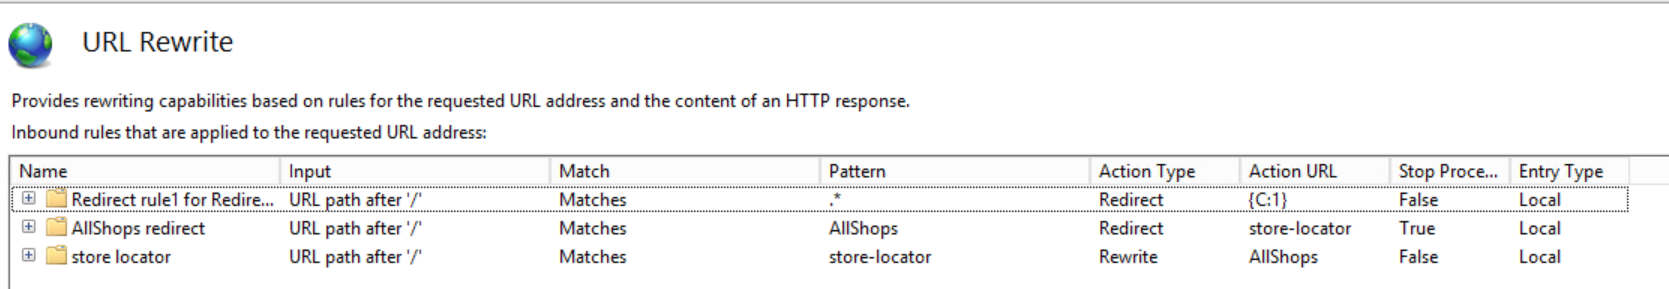 URL Rewrite
Provides rewriting capabilities based on rules for the requested URL address and the content of an HTTP response.
Inbound rules that are applied to the requested URL address:
Name Input Match Pattern Action Type Action URL Stop Proce... Entry Type
Redirect rule1 for Redire... URL path after '/' Matches .* Redirect {C:1} False Local
AllShops redirect URL path after '/' Matches AllShops Redirect store-locator True Local
store locator URL path after '/' Matches store-locator Rewrite AllShops False Local